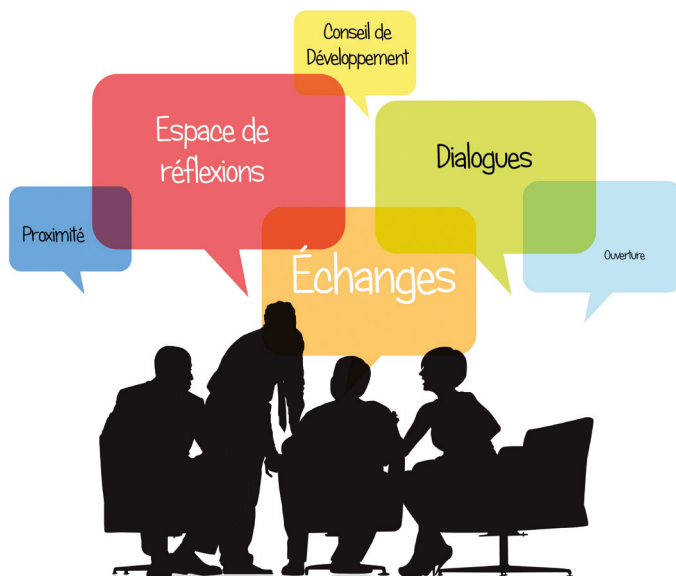 Conseil de
Développement
Espace de
réflexions
Dialogues
Proximité
Ouverture
Échanges